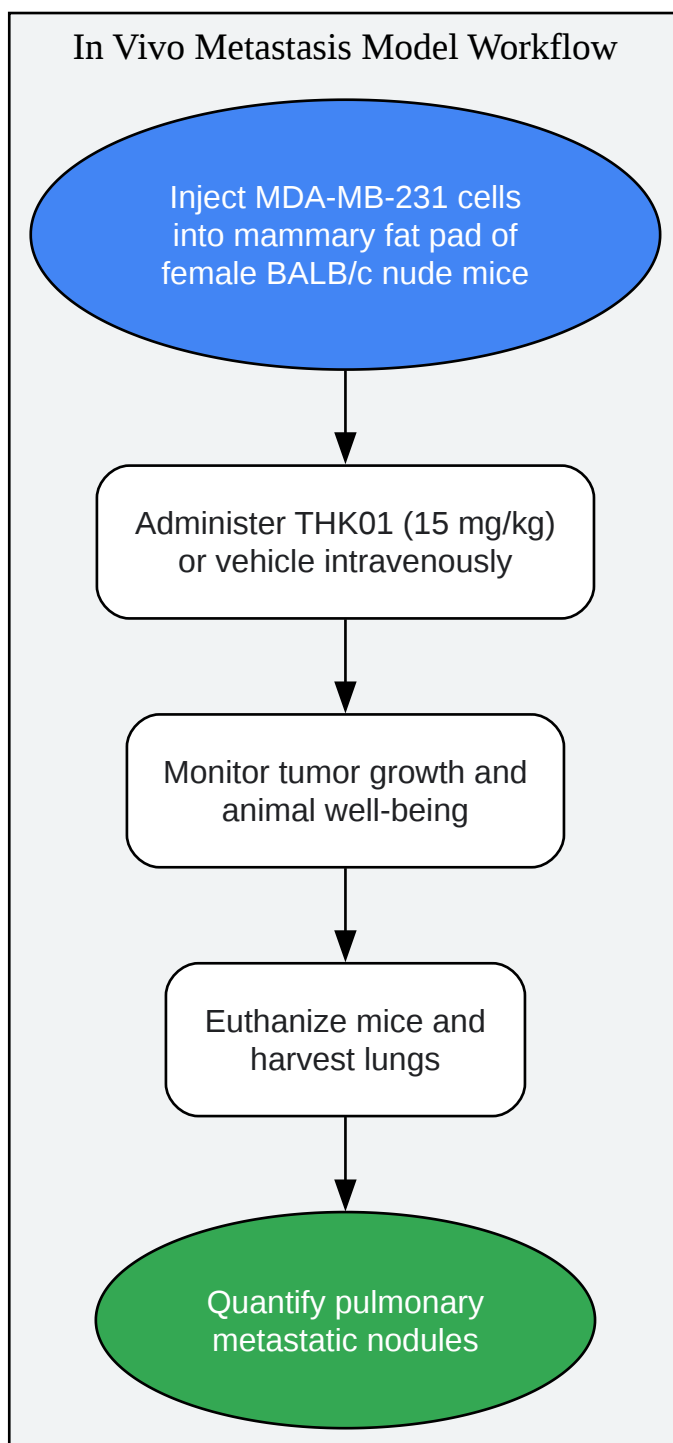 In Vivo Metastasis Model Workflow
Inject MDA-MB-231 cells
into mammary fat pad of
female BALB/c nude mice
Administer THK01 (15 mg/kg)
or vehicle intravenously
Monitor tumor growth and
animal well-being
Euthanize mice and
harvest lungs
Quantify pulmonary
metastatic nodules